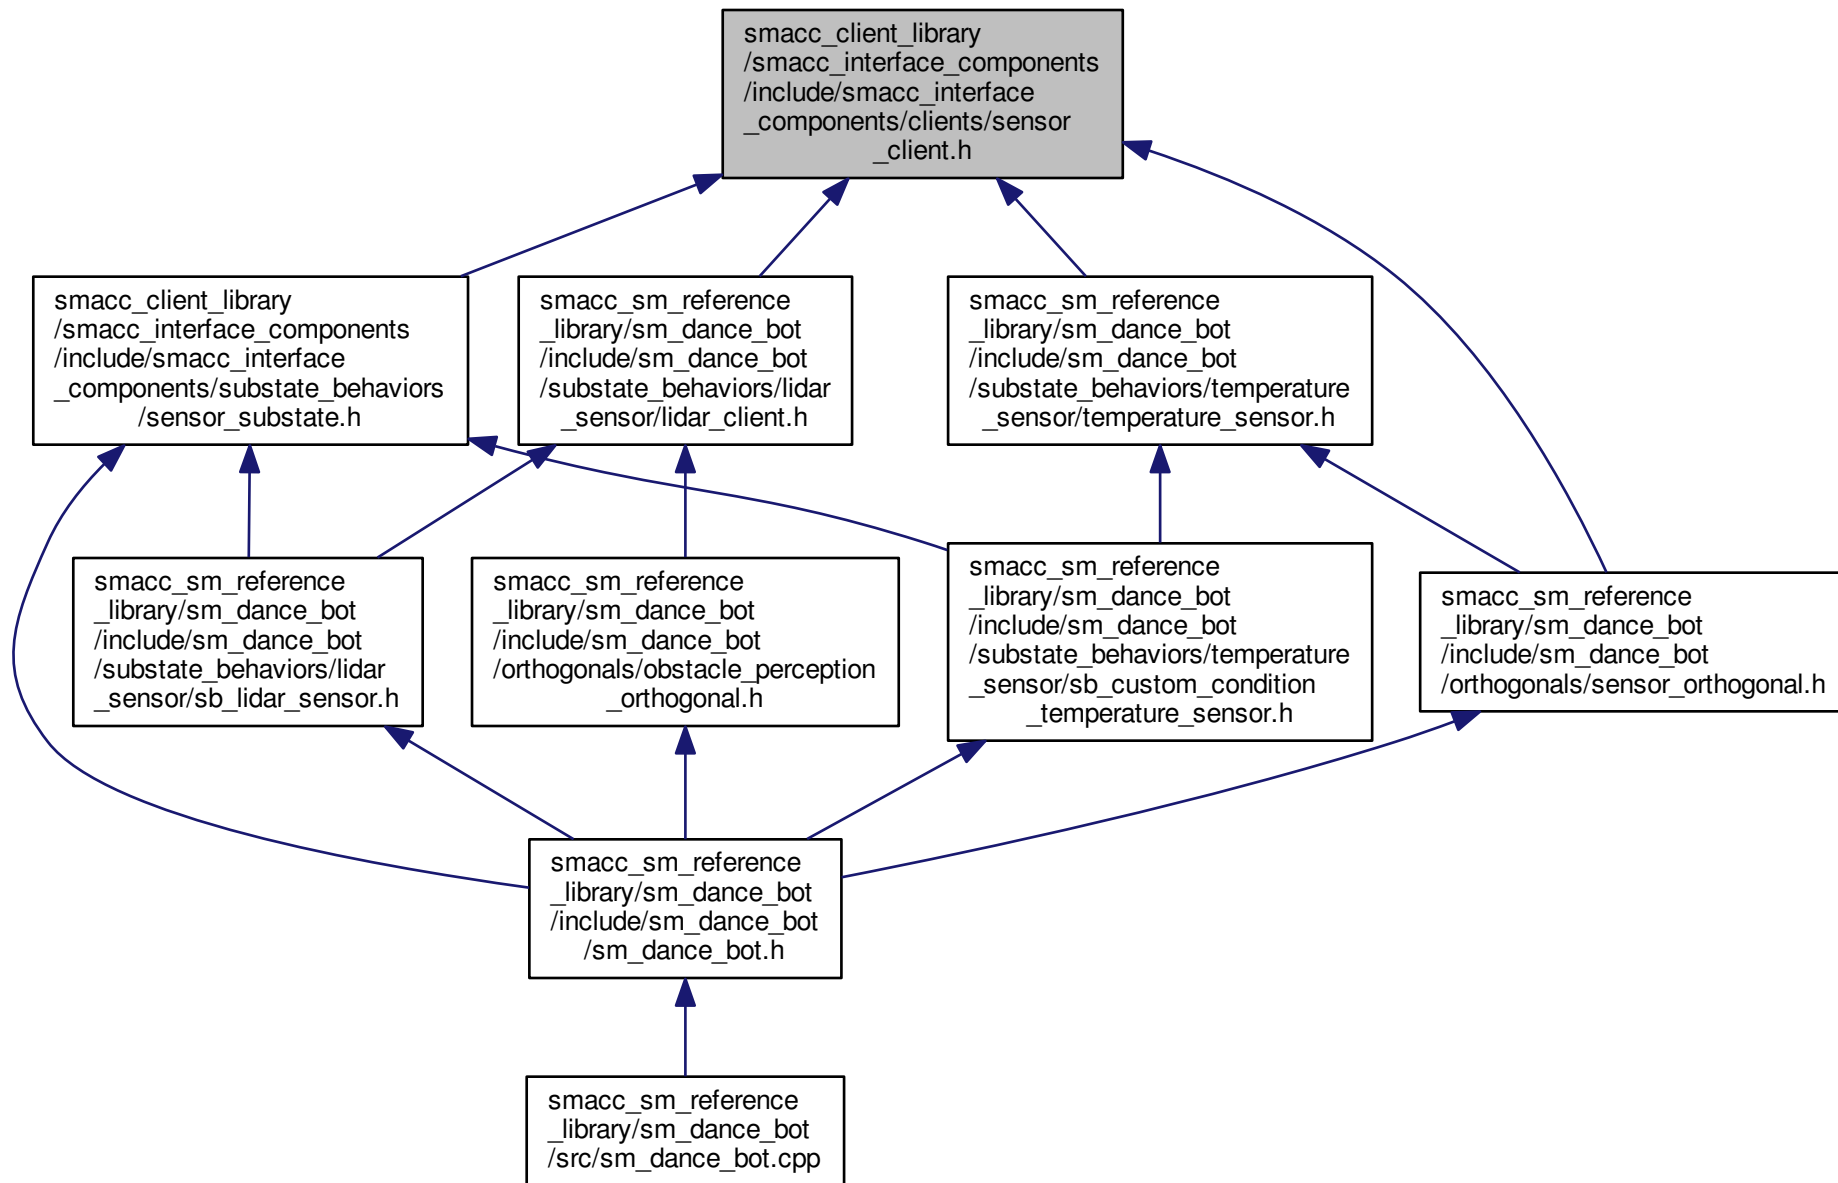 smacc_client_library
/smacc_interface_components
/include/smacc_interface
_components/clients/sensor
_client.h
smacc_client_library
/smacc_interface_components
/include/smacc_interface
_components/substate_behaviors
/sensor_substate.h
smacc_sm_reference
_library/sm_dance_bot
/include/sm_dance_bot
/substate_behaviors/lidar
_sensor/lidar_client.h
smacc_sm_reference
_library/sm_dance_bot
/include/sm_dance_bot
/substate_behaviors/temperature
_sensor/temperature_sensor.h
smacc_sm_reference
_library/sm_dance_bot
/include/sm_dance_bot
/substate_behaviors/lidar
_sensor/sb_lidar_sensor.h
smacc_sm_reference
_library/sm_dance_bot
/include/sm_dance_bot
/orthogonals/obstacle_perception
_orthogonal.h
smacc_sm_reference
_library/sm_dance_bot
/include/sm_dance_bot
/substate_behaviors/temperature
_sensor/sb_custom_condition
_temperature_sensor.h
smacc_sm_reference
_library/sm_dance_bot
/include/sm_dance_bot
/orthogonals/sensor_orthogonal.h
smacc_sm_reference
_library/sm_dance_bot
/include/sm_dance_bot
/sm_dance_bot.h
smacc_sm_reference
_library/sm_dance_bot
/src/sm_dance_bot.cpp